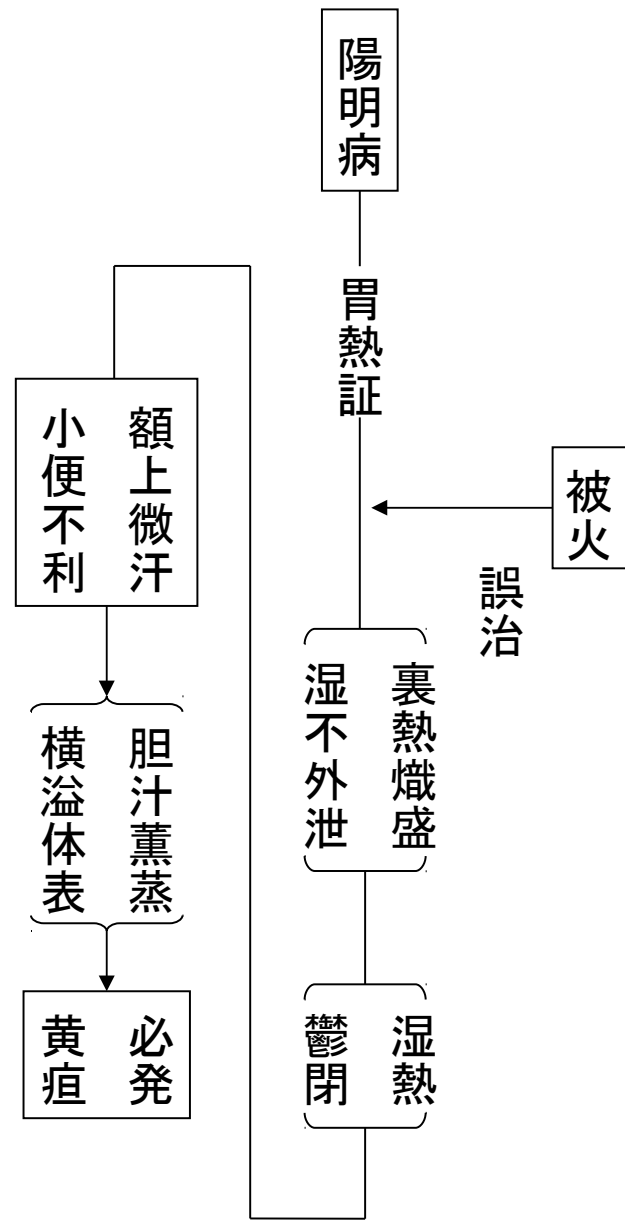 陽明病
胃熱証
被火
誤治
裏熱熾盛
湿不外泄
湿熱
鬱閉
額上微汗
小便不利
胆汁薫蒸
横溢体表
必発
黄疸